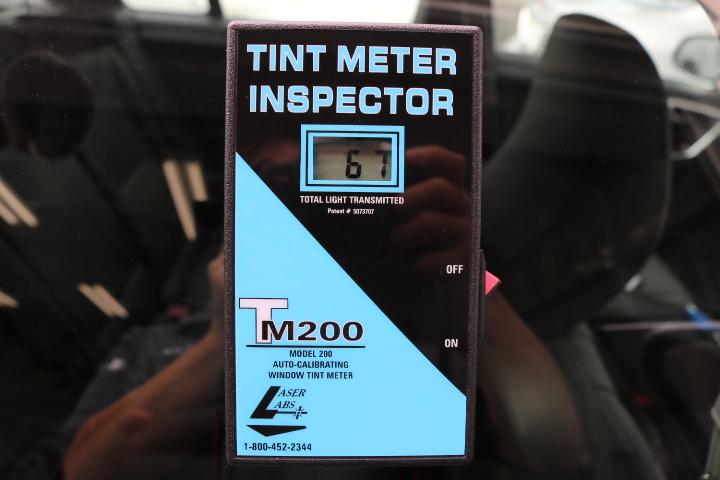 TINT METER
INSPECTOR
67
TOTAL LIGHT TRANSMITTED
Patent # 5073707
OFF
TM200
ON
MODEL 200
AUTO-CALIBRATING
WINDOW TINT METER
LASER
LABS
1-800-452-2344